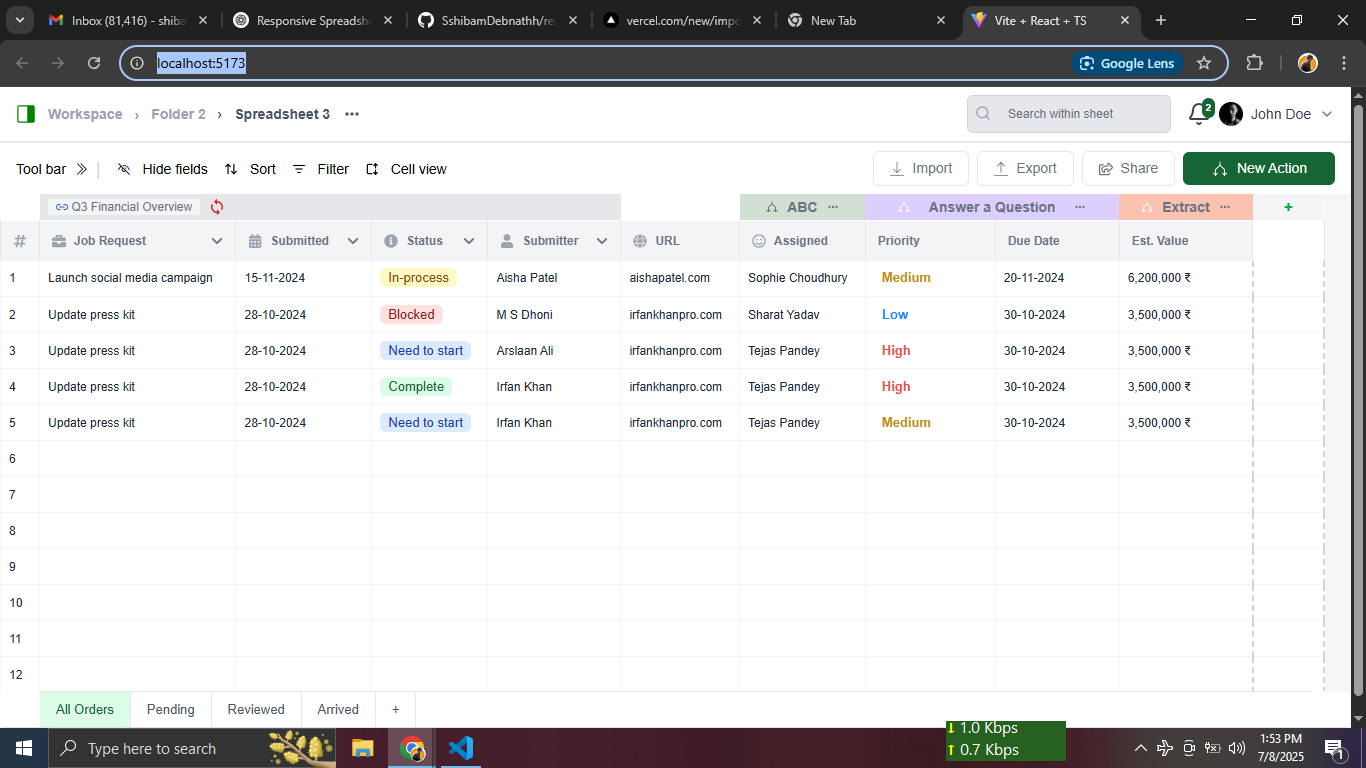 Inbox (81,416) - shiba
Responsive Spreadshe
SshibamDebnathh/rea
vercel.com/new/impo
New Tab
Vite + React + TS
localhost:5173
Google Lens
Workspace › Folder 2 › Spreadsheet 3 ···
Search within sheet
2
John Doe
Tool bar
Hide fields
Sort
Filter
Cell view
Import
Export
Share
New Action
Q3 Financial Overview
ABC ···
Answer a Question ···
Extract ···
+
# Job Request Submitted Status Submitter URL Assigned Priority Due Date Est. Value
1 Launch social media campaign 15-11-2024 In-process Aisha Patel aishapatel.com Sophie Choudhury Medium 20-11-2024 6,200,000 ₹
2 Update press kit 28-10-2024 Blocked M S Dhoni irfankhanpro.com Sharat Yadav Low 30-10-2024 3,500,000 ₹
3 Update press kit 28-10-2024 Need to start Arslaan Ali irfankhanpro.com Tejas Pandey High 30-10-2024 3,500,000 ₹
4 Update press kit 28-10-2024 Complete Irfan Khan irfankhanpro.com Tejas Pandey High 30-10-2024 3,500,000 ₹
5 Update press kit 28-10-2024 Need to start Irfan Khan irfankhanpro.com Tejas Pandey Medium 30-10-2024 3,500,000 ₹
6
7
8
9
10
11
12
All Orders Pending Reviewed Arrived +
Type here to search
↓ 1.0 Kbps
↑ 0.7 Kbps
1:53 PM
7/8/2025
1